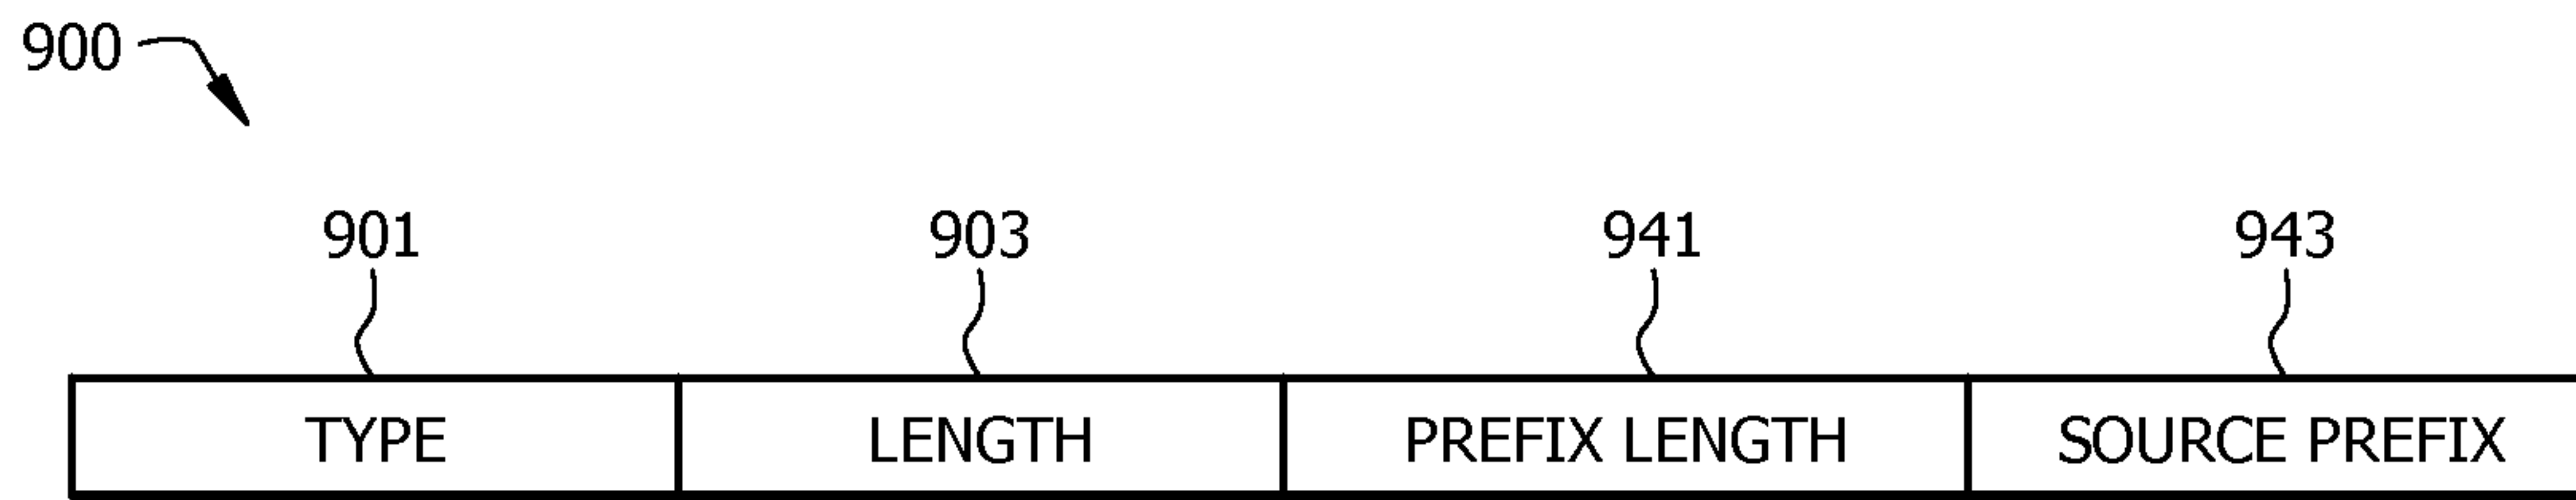 900
901 903 941 943
TYPE LENGTH PREFIX LENGTH SOURCE PREFIX